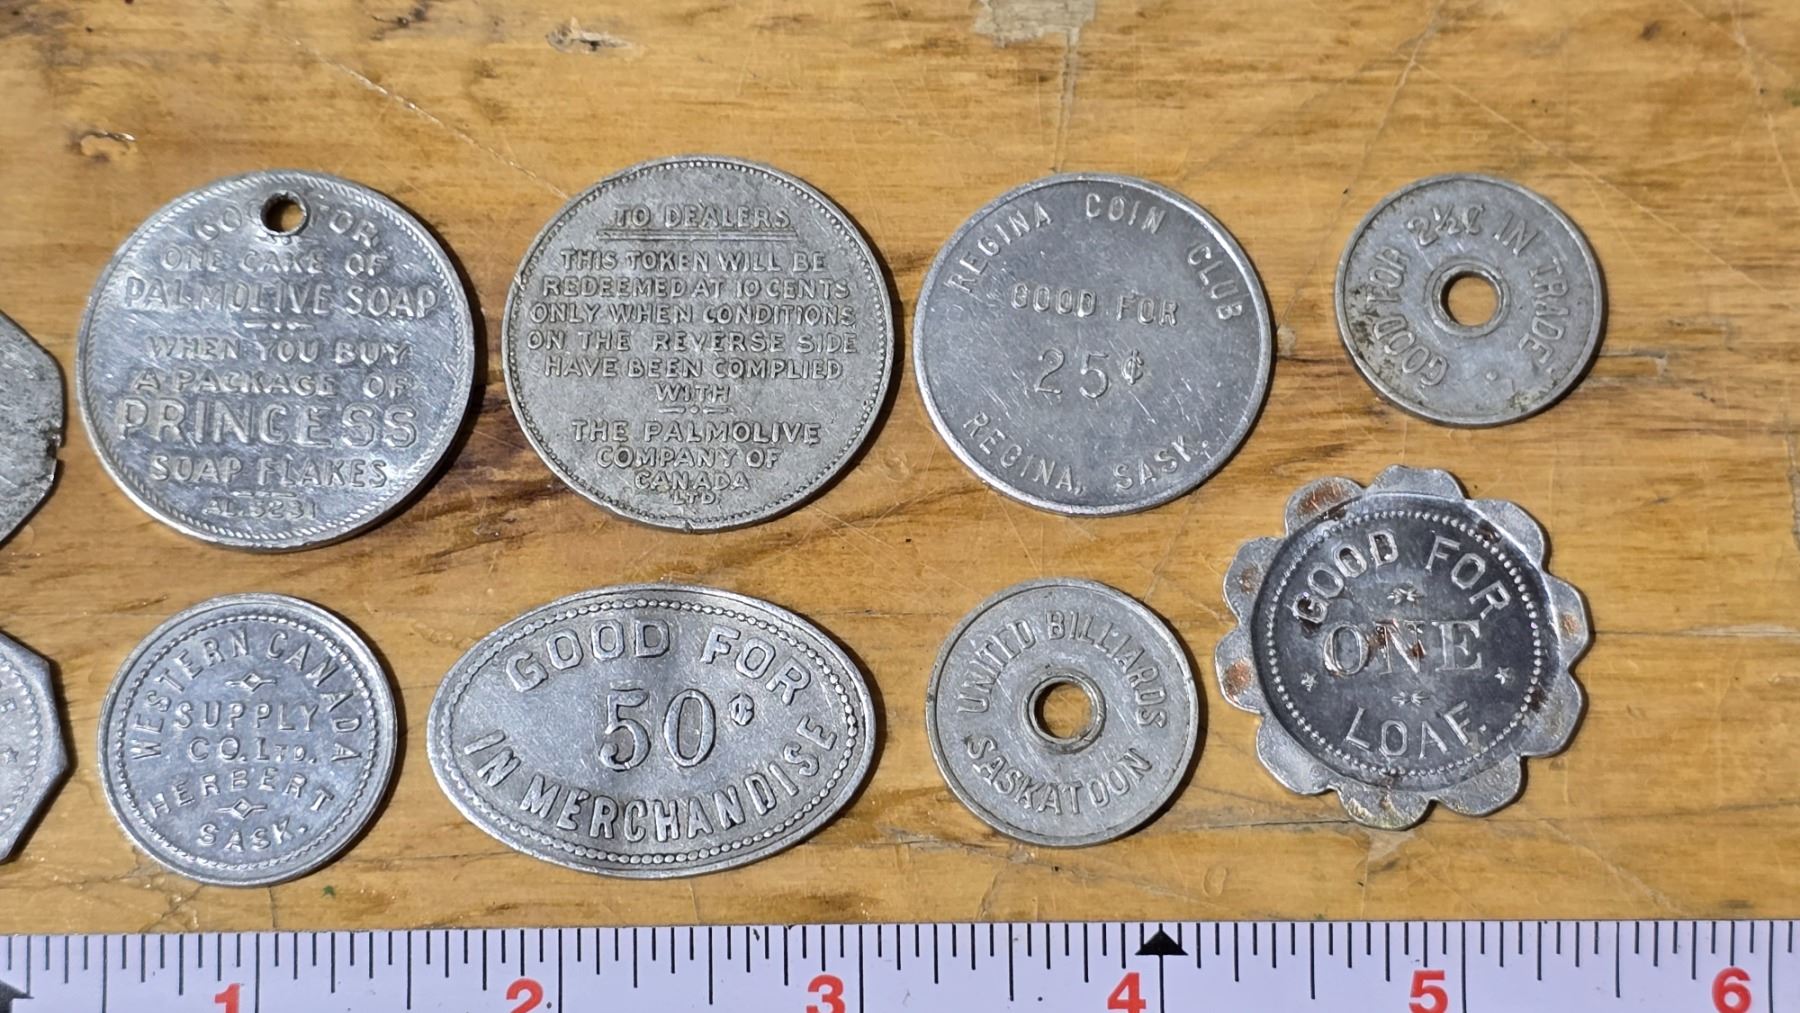 GOOD FOR
ONE CAKE OF
PALMOLIVE SOAP
WHEN YOU BUY
A PACKAGE OF
PRINCESS
SOAP FLAKES
TO DEALERS
THIS TOKEN WILL BE
REDEEMED AT 10 CENTS
ONLY WHEN CONDITIONS
ON THE REVERSE SIDE
HAVE BEEN COMPLIED
WITH
THE PALMOLIVE
COMPANY OF
CANADA
LTD
REGINA COIN CLUB
GOOD FOR
25¢
REGINA, SASK.
GOOD FOR 2½¢ IN TRADE
WESTERN CANADA
SUPPLY
CO. LTD.
HERBERT
SASK.
GOOD FOR
50¢
IN MERCHANDISE
UNITED BILLIARDS
SASKATOON
GOOD FOR
ONE
LOAF.
1 2 3 4 5 6